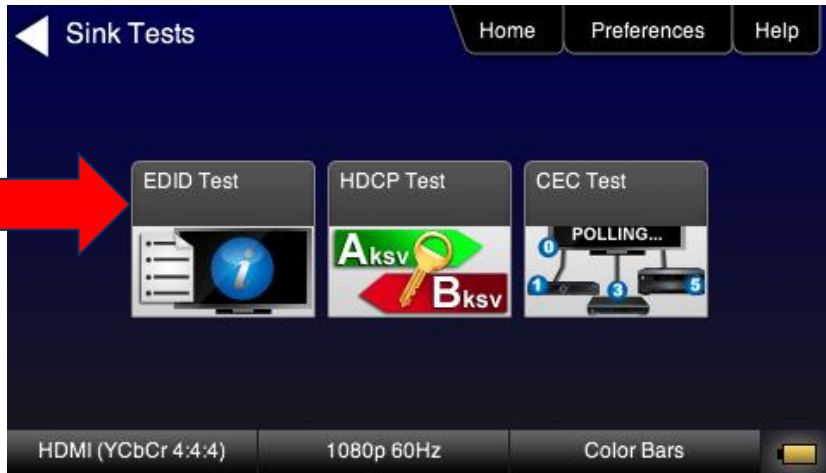 Sink Tests
Home
Preferences
Help
EDID Test
HDCP Test
CEC Test
i
Aksv
Bksv
POLLING...
0
1
3
5
HDMI (YCbCr 4:4:4)
1080p 60Hz
Color Bars